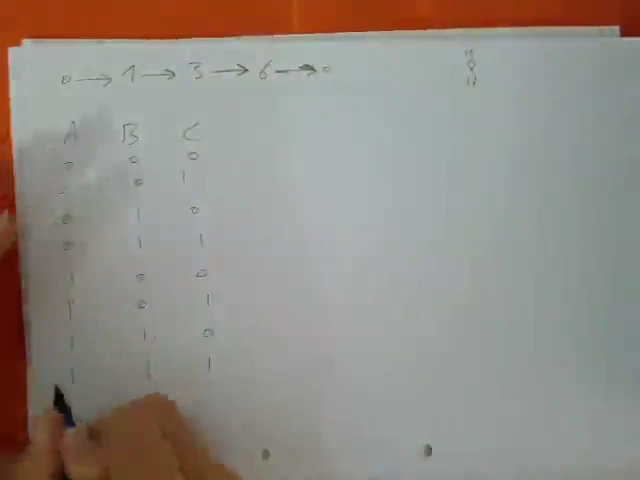 0 → 1 → 3 → 6 → 0
A B C
0 0 0
0 1
0 1 0
0 1 1
1 0 0
1 0 1
1 1 0
1 1 1